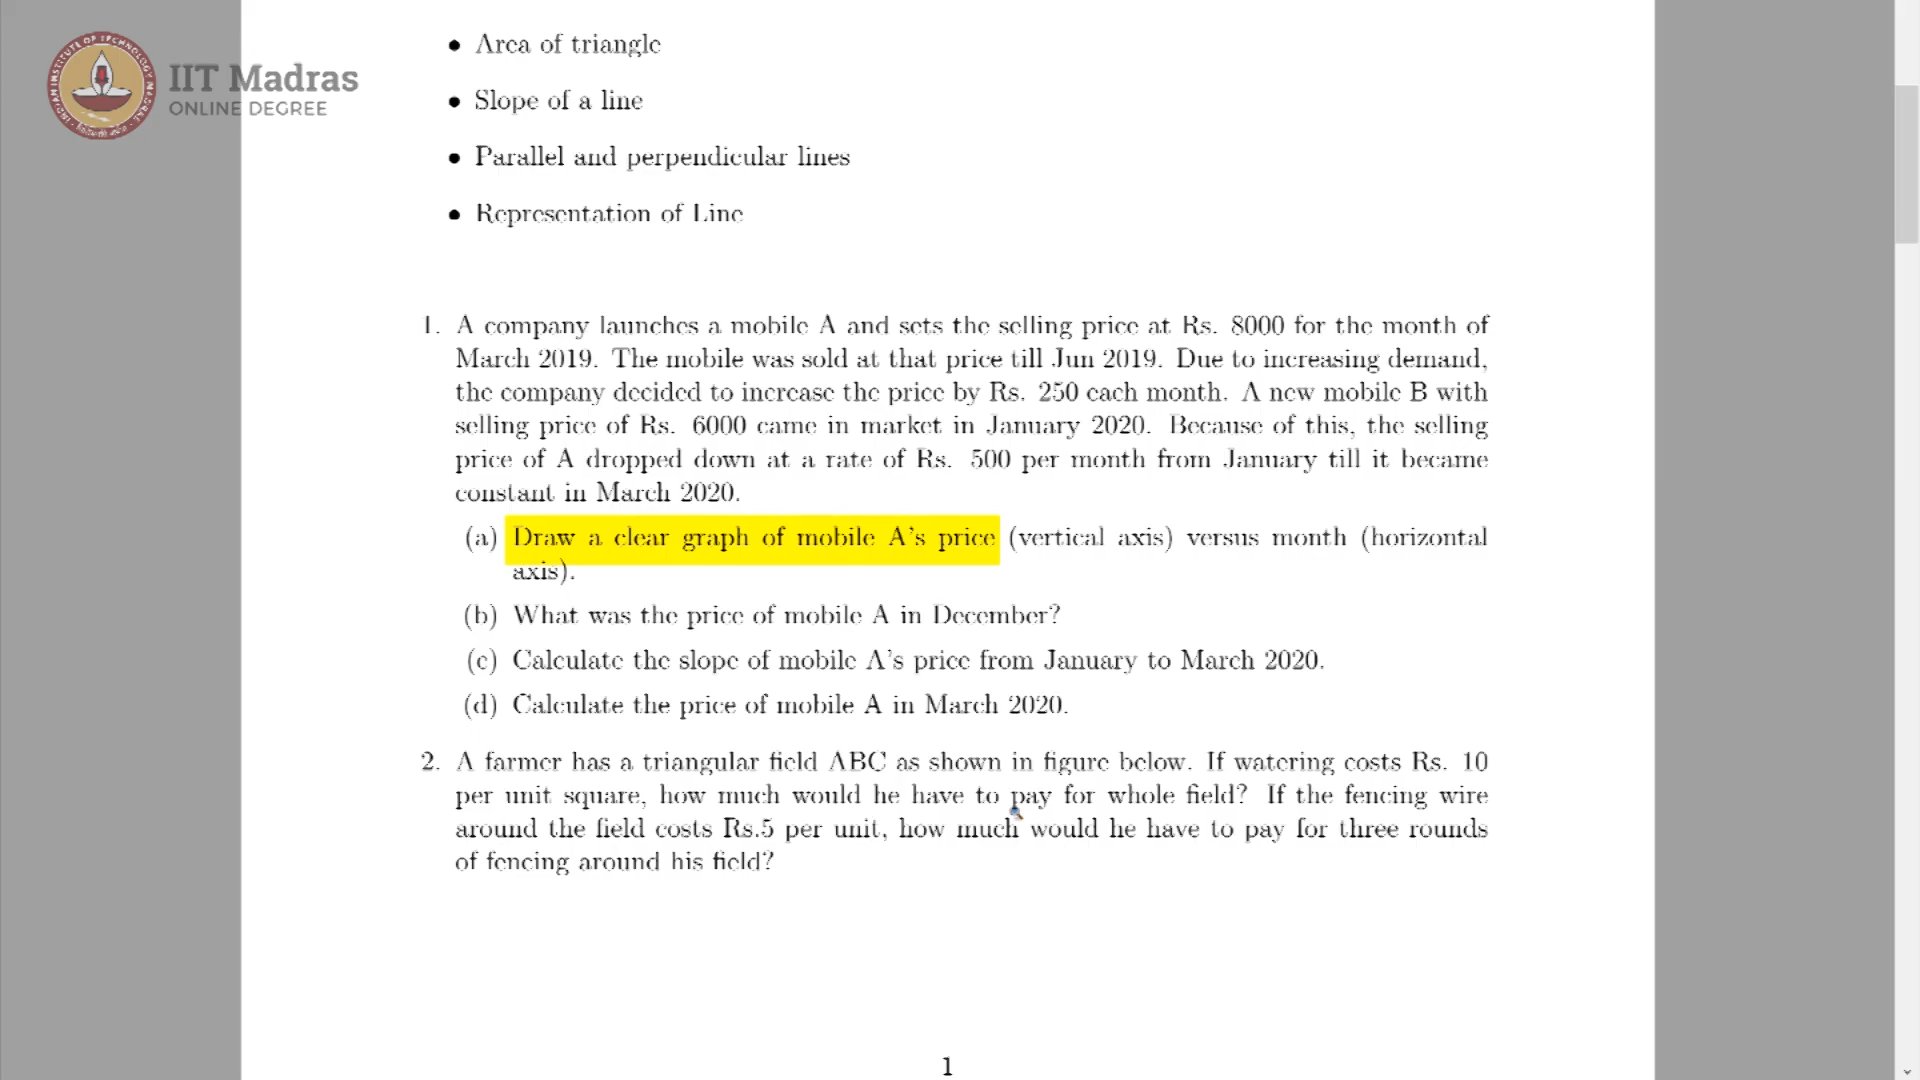 IIT Madras
ONLINE DEGREE
• Area of triangle
• Slope of a line
• Parallel and perpendicular lines
• Representation of Line
1. A company launches a mobile A and sets the selling price at Rs. 8000 for the month of
March 2019. The mobile was sold at that price till Jun 2019. Due to increasing demand,
the company decided to increase the price by Rs. 250 each month. A new mobile B with
selling price of Rs. 6000 came in market in January 2020. Because of this, the selling
price of A dropped down at a rate of Rs. 500 per month from January till it became
constant in March 2020.
(a) Draw a clear graph of mobile A's price (vertical axis) versus month (horizontal
axis).
(b) What was the price of mobile A in December?
(c) Calculate the slope of mobile A's price from January to March 2020.
(d) Calculate the price of mobile A in March 2020.
2. A farmer has a triangular field ABC as shown in figure below. If watering costs Rs. 10
per unit square, how much would he have to pay for whole field? If the fencing wire
around the field costs Rs.5 per unit, how much would he have to pay for three rounds
of fencing around his field?
1